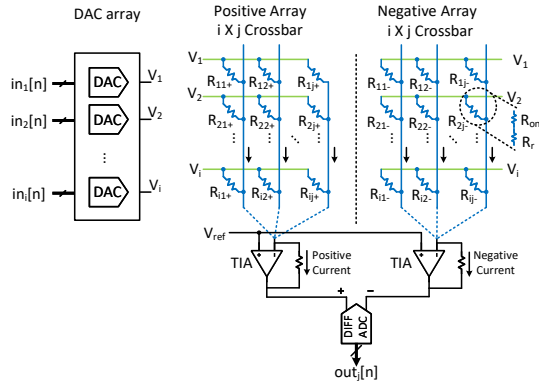 DAC array
Positive Array
i X j Crossbar
Negative Array
i X j Crossbar
in1[n]
DAC
V1
in2[n]
DAC
V2
⋮
ini[n]
DAC
Vi
V1
R11+
R12+
R1j+
V2
R21+
R22+
R2j+
... ... ...
Vi
Ri1+
Ri2+
Rij+
V1
R11-
R12-
R1j-
V2
R21-
R22-
R2j-
Ron
Rr
... ... ...
Vi
Ri1-
Ri2-
Rij-
Vref
+ -
TIA
Positive
Current
+ -
TIA
Negative
Current
+
-
DIFF
ADC
outj[n]